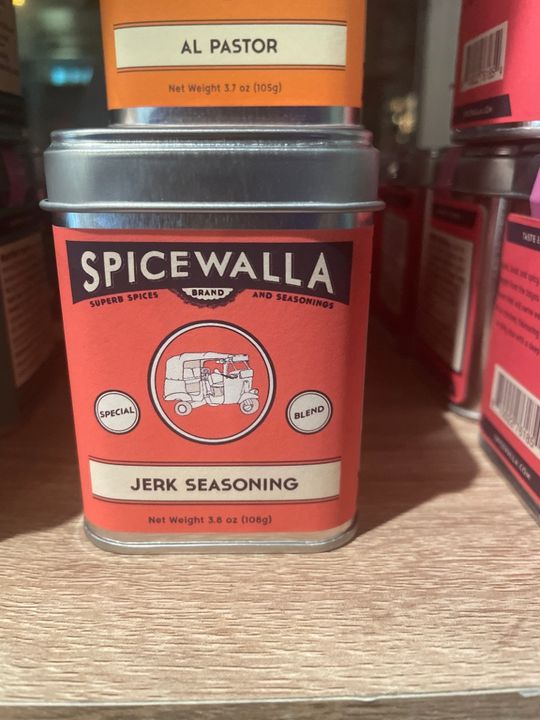 AL PASTOR
Net Weight 3.7 oz (105g)
SPICEWALLA
BRAND
SUPERB SPICES
AND SEASONINGS
SPECIAL
BLEND
JERK SEASONING
Net Weight 3.8 oz (108g)